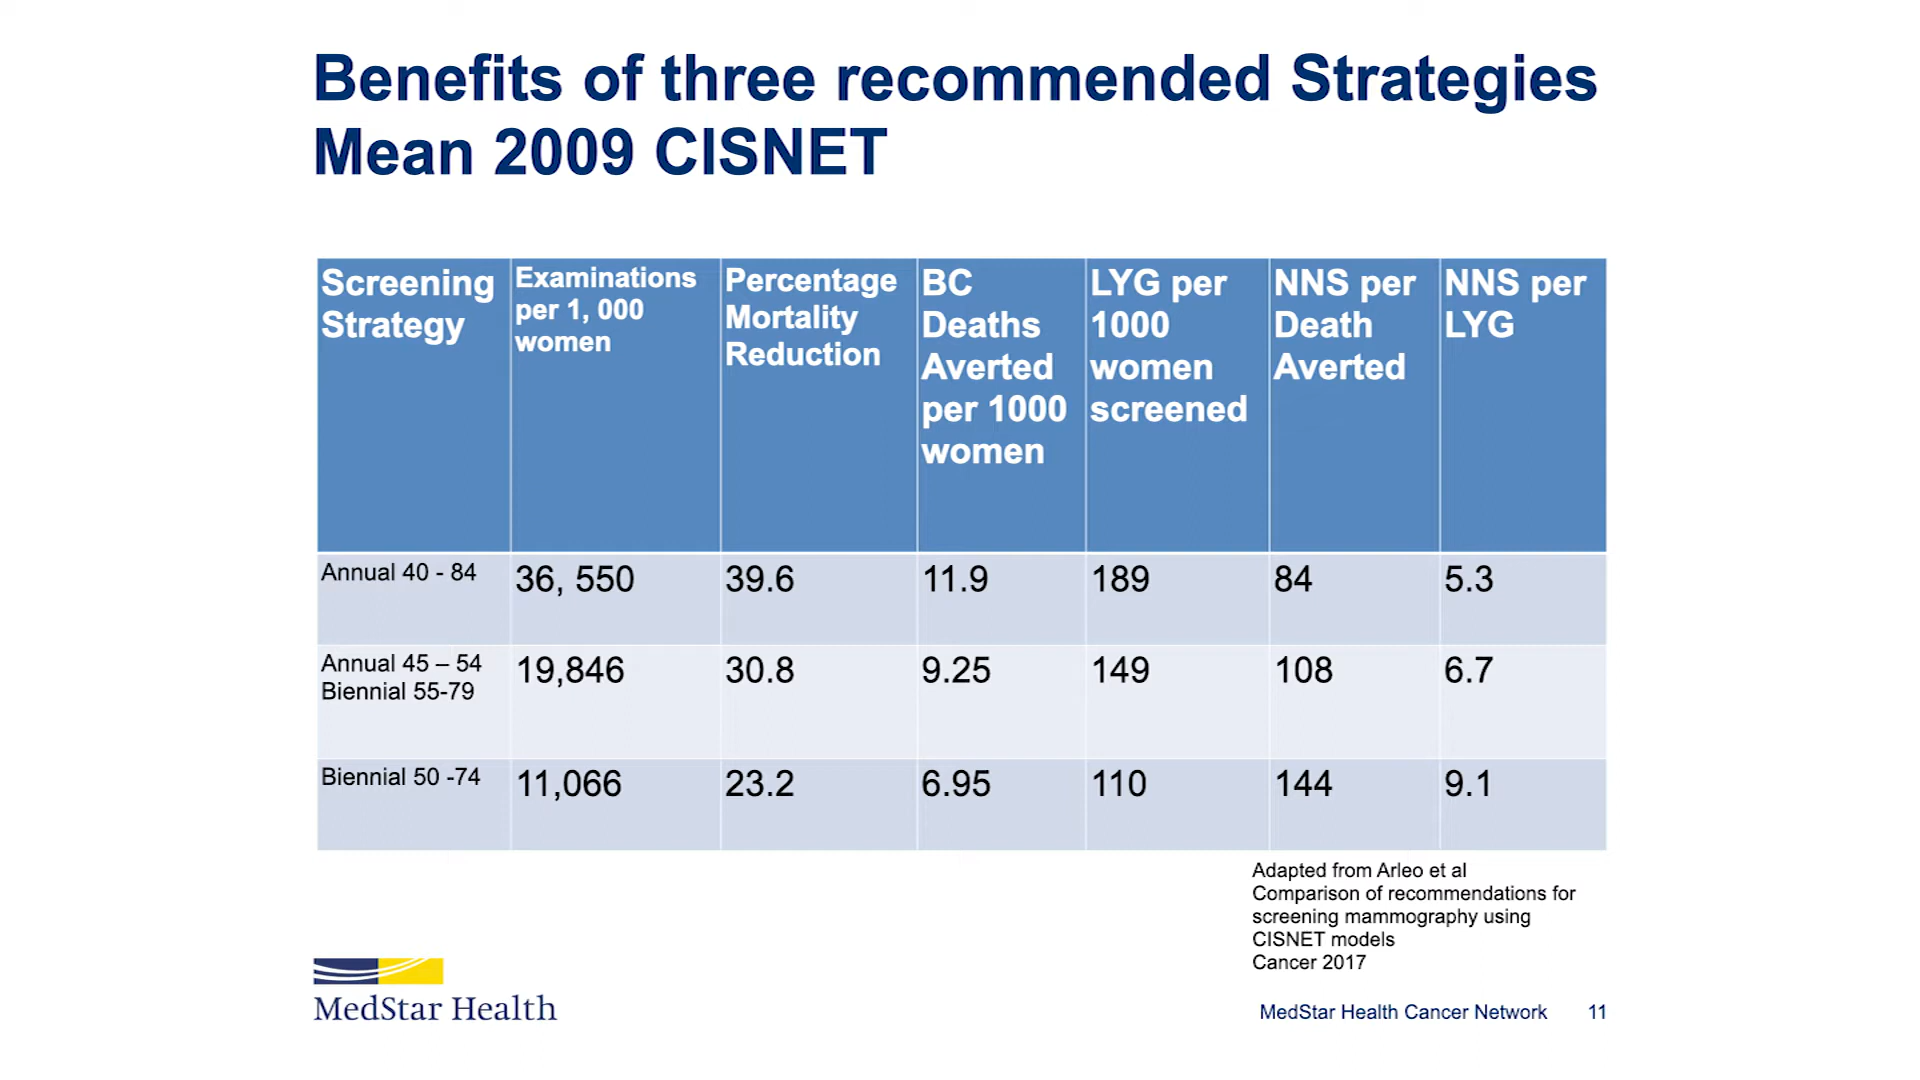 Benefits of three recommended Strategies
Mean 2009 CISNET
Screening Strategy
Examinations per 1, 000 women
Percentage Mortality Reduction
BC Deaths Averted per 1000 women
LYG per 1000 women screened
NNS per Death Averted
NNS per LYG
Annual 40 - 84
36, 550
39.6
11.9
189
84
5.3
Annual 45 – 54
Biennial 55-79
19,846
30.8
9.25
149
108
6.7
Biennial 50 -74
11,066
23.2
6.95
110
144
9.1
Adapted from Arleo et al
Comparison of recommendations for
screening mammography using
CISNET models
Cancer 2017
MedStar Health
MedStar Health Cancer Network 11